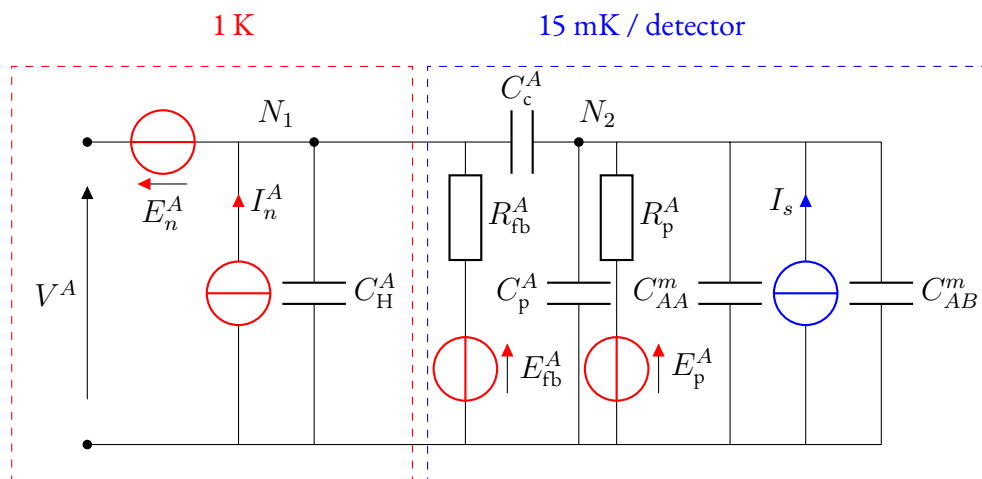 1 K
15 mK / detector
C_c^A
N_1
N_2
E_n^A
I_n^A
R_fb^A
R_p^A
I_s
V^A
C_H^A
C_p^A
C_AA^m
C_AB^m
E_fb^A
E_p^A